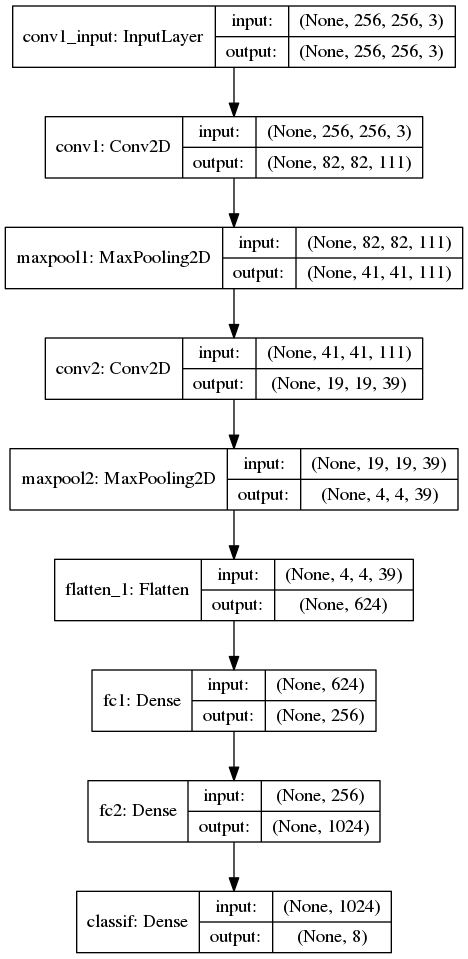 conv1_input: InputLayer
input:
(None, 256, 256, 3)
output:
(None, 256, 256, 3)
conv1: Conv2D
input:
(None, 256, 256, 3)
output:
(None, 82, 82, 111)
maxpool1: MaxPooling2D
input:
(None, 82, 82, 111)
output:
(None, 41, 41, 111)
conv2: Conv2D
input:
(None, 41, 41, 111)
output:
(None, 19, 19, 39)
maxpool2: MaxPooling2D
input:
(None, 19, 19, 39)
output:
(None, 4, 4, 39)
flatten_1: Flatten
input:
(None, 4, 4, 39)
output:
(None, 624)
fc1: Dense
input:
(None, 624)
output:
(None, 256)
fc2: Dense
input:
(None, 256)
output:
(None, 1024)
classif: Dense
input:
(None, 1024)
output:
(None, 8)